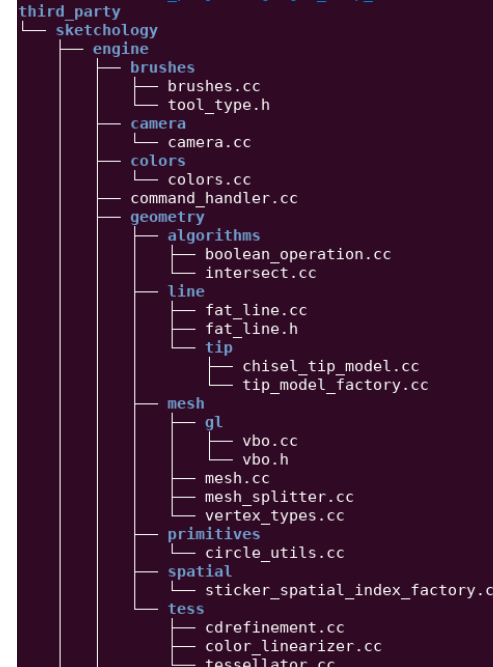 third_party
└── sketchology
├── engine
├── brushes
├── brushes.cc
└── tool_type.h
├── camera
└── camera.cc
├── colors
└── colors.cc
├── command_handler.cc
├── geometry
├── algorithms
├── boolean_operation.cc
└── intersect.cc
├── line
├── fat_line.cc
├── fat_line.h
└── tip
├── chisel_tip_model.cc
└── tip_model_factory.cc
├── mesh
├── gl
├── vbo.cc
└── vbo.h
├── mesh.cc
├── mesh_splitter.cc
└── vertex_types.cc
├── primitives
└── circle_utils.cc
├── spatial
└── sticker_spatial_index_factory.c
└── tess
├── cdrefinement.cc
├── color_linearizer.cc
└── tessellator.cc